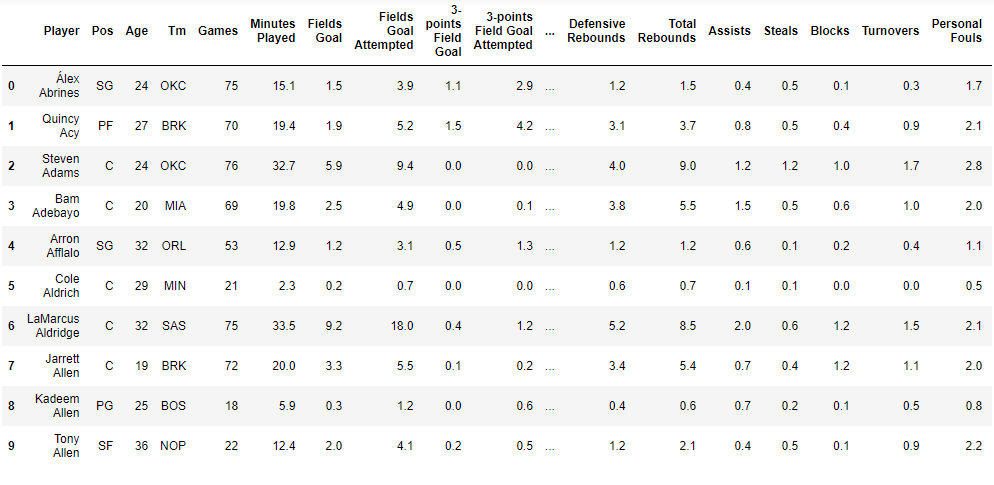 Player Pos Age Tm Games Minutes Played Fields Goal Fields Goal Attempted 3-points Field Goal 3-points Field Goal Attempted ... Defensive Rebounds Total Rebounds Assists Steals Blocks Turnovers Personal Fouls
0 Álex Abrines SG 24 OKC 75 15.1 1.5 3.9 1.1 2.9 ... 1.2 1.5 0.4 0.5 0.1 0.3 1.7
1 Quincy Acy PF 27 BRK 70 19.4 1.9 5.2 1.5 4.2 ... 3.1 3.7 0.8 0.5 0.4 0.9 2.1
2 Steven Adams C 24 OKC 76 32.7 5.9 9.4 0.0 0.0 ... 4.0 9.0 1.2 1.2 1.0 1.7 2.8
3 Bam Adebayo C 20 MIA 69 19.8 2.5 4.9 0.0 0.1 ... 3.8 5.5 1.5 0.5 0.6 1.0 2.0
4 Arron Afflalo SG 32 ORL 53 12.9 1.2 3.1 0.5 1.3 ... 1.2 1.2 0.6 0.1 0.2 0.4 1.1
5 Cole Aldrich C 29 MIN 21 2.3 0.2 0.7 0.0 0.0 ... 0.6 0.7 0.1 0.1 0.0 0.0 0.5
6 LaMarcus Aldridge C 32 SAS 75 33.5 9.2 18.0 0.4 1.2 ... 5.2 8.5 2.0 0.6 1.2 1.5 2.1
7 Jarrett Allen C 19 BRK 72 20.0 3.3 5.5 0.1 0.2 ... 3.4 5.4 0.7 0.4 1.2 1.1 2.0
8 Kadeem Allen PG 25 BOS 18 5.9 0.3 1.2 0.0 0.6 ... 0.4 0.6 0.7 0.2 0.1 0.5 0.8
9 Tony Allen SF 36 NOP 22 12.4 2.0 4.1 0.2 0.5 ... 1.2 2.1 0.4 0.5 0.1 0.9 2.2